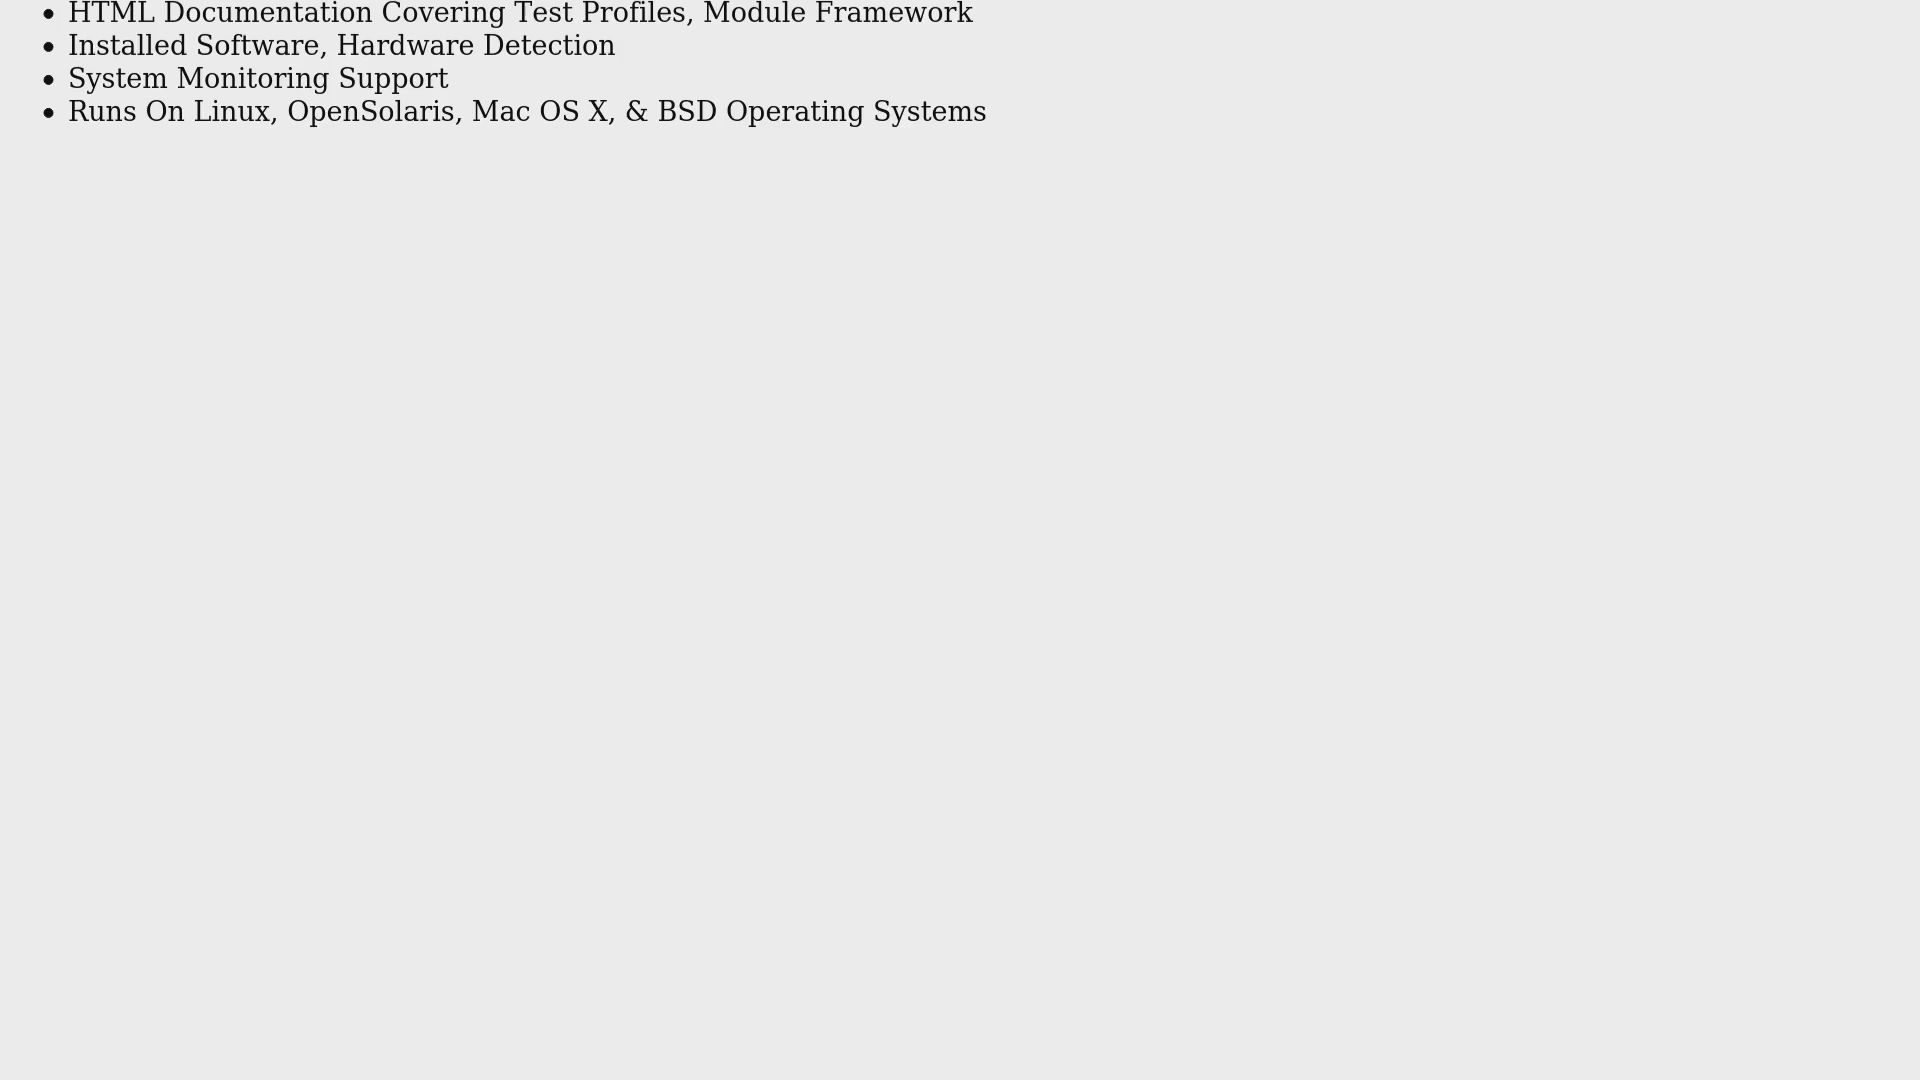 • HTML Documentation Covering Test Profiles, Module Framework
• Installed Software, Hardware Detection
• System Monitoring Support
• Runs On Linux, OpenSolaris, Mac OS X, & BSD Operating Systems